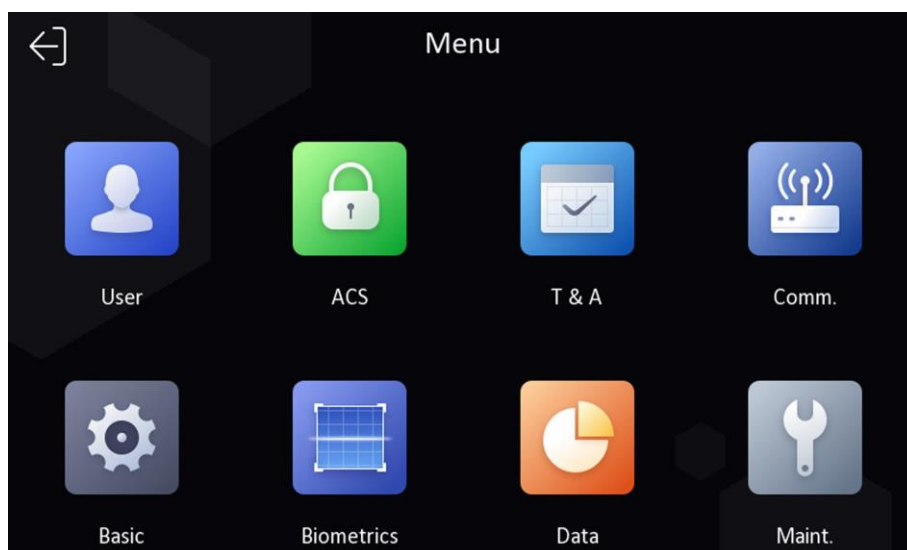 Menu
User
ACS
T & A
Comm.
Basic
Biometrics
Data
Maint.